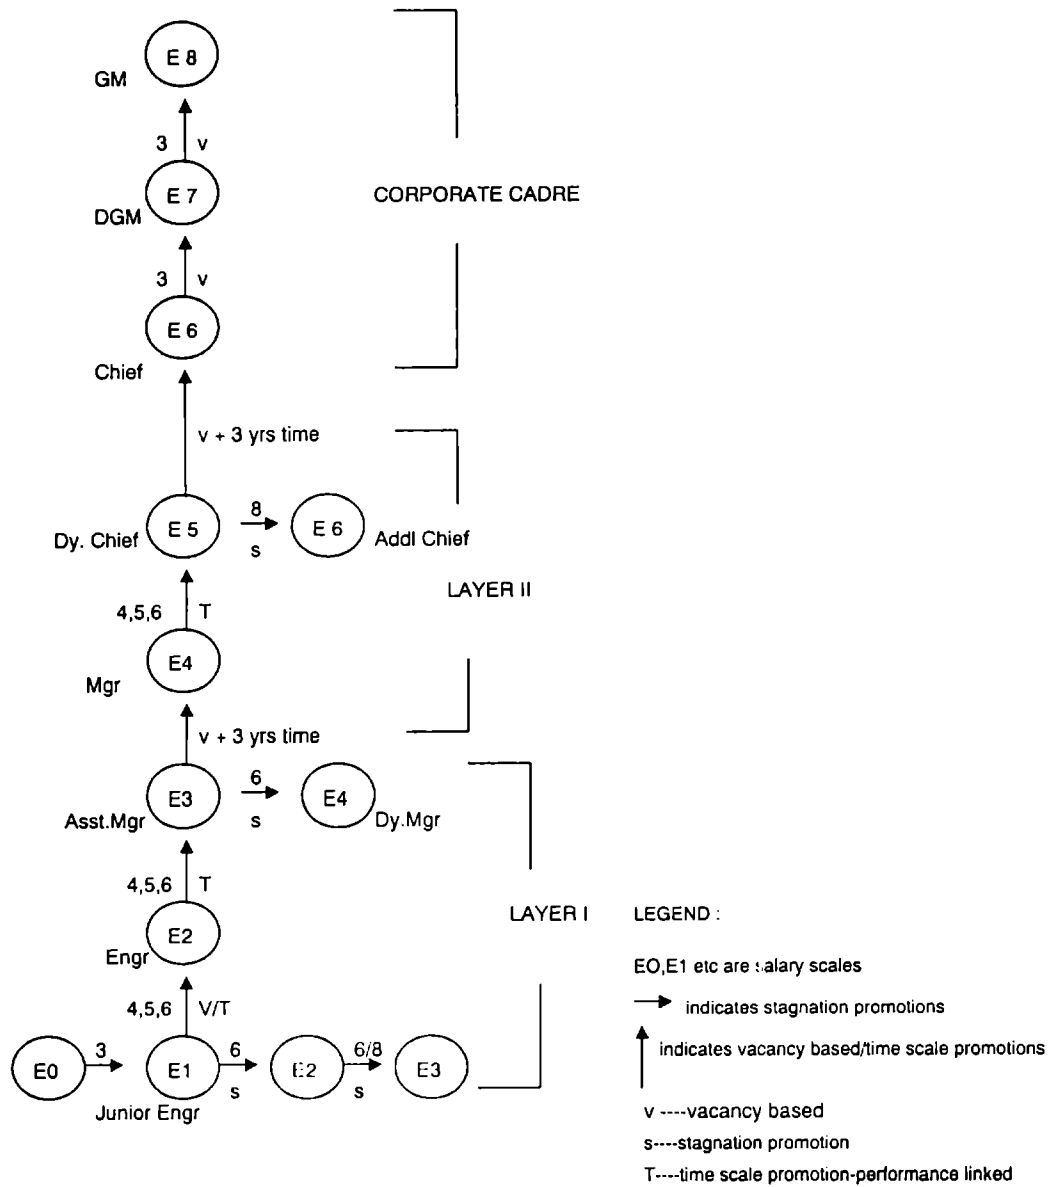 E 8
GM
3 v
E 7
CORPORATE CADRE
DGM
3 v
E 6
Chief
v + 3 yrs time
E 5
8
s
E 6
Dy. Chief
Addl Chief
LAYER II
4,5,6 T
E4
Mgr
v + 3 yrs time
E3
6
s
E4
Asst.Mgr
Dy.Mgr
4,5,6 T
E2
Engr
LAYER I
4,5,6 V/T
E0
3
E1
6
s
E2
6/8
s
E3
Junior Engr
LEGEND :
EO,E1 etc are salary scales
indicates stagnation promotions
indicates vacancy based/time scale promotions
v ----vacancy based
s----stagnation promotion
T----time scale promotion-performance linked